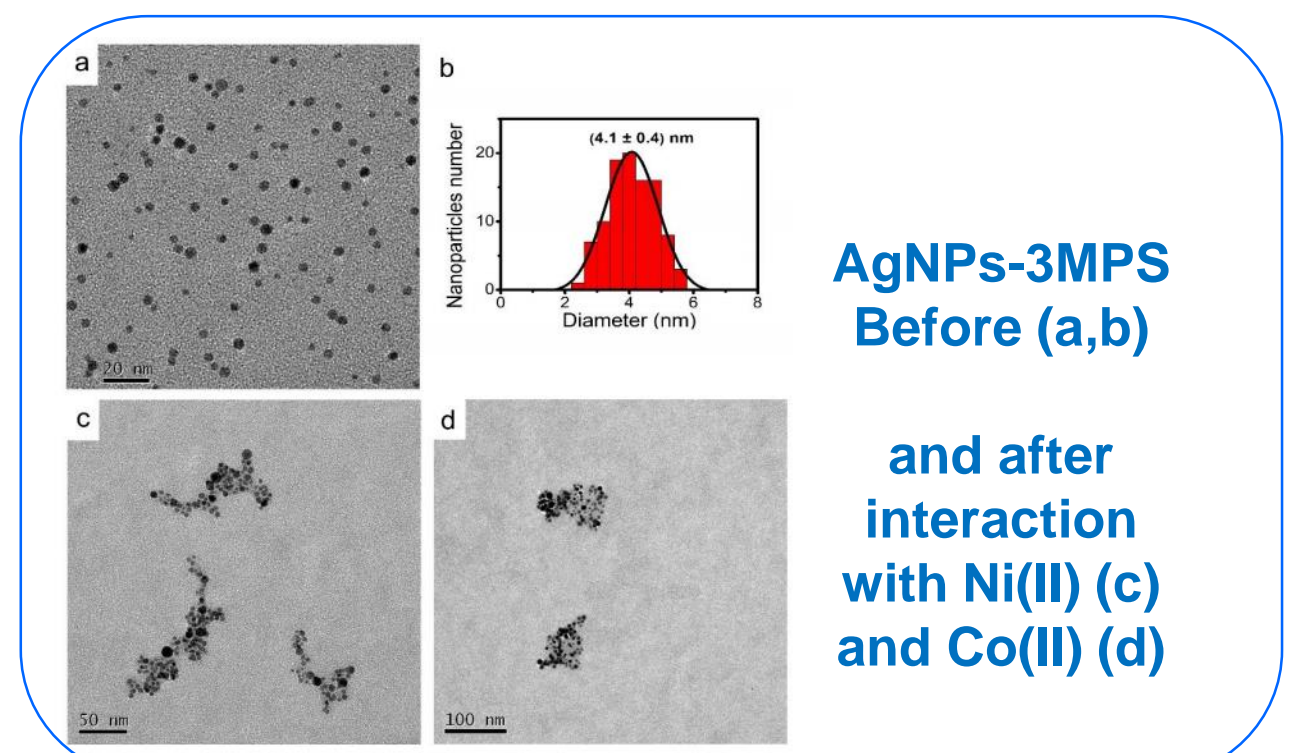 a
20 nm
b
(4.1 ± 0.4) nm
Nanoparticles number
20
10
0
0 2 4 6 8
Diameter (nm)
c
50 nm
d
100 nm
AgNPs-3MPS
Before (a,b)
and after
interaction
with Ni(II) (c)
and Co(II) (d)